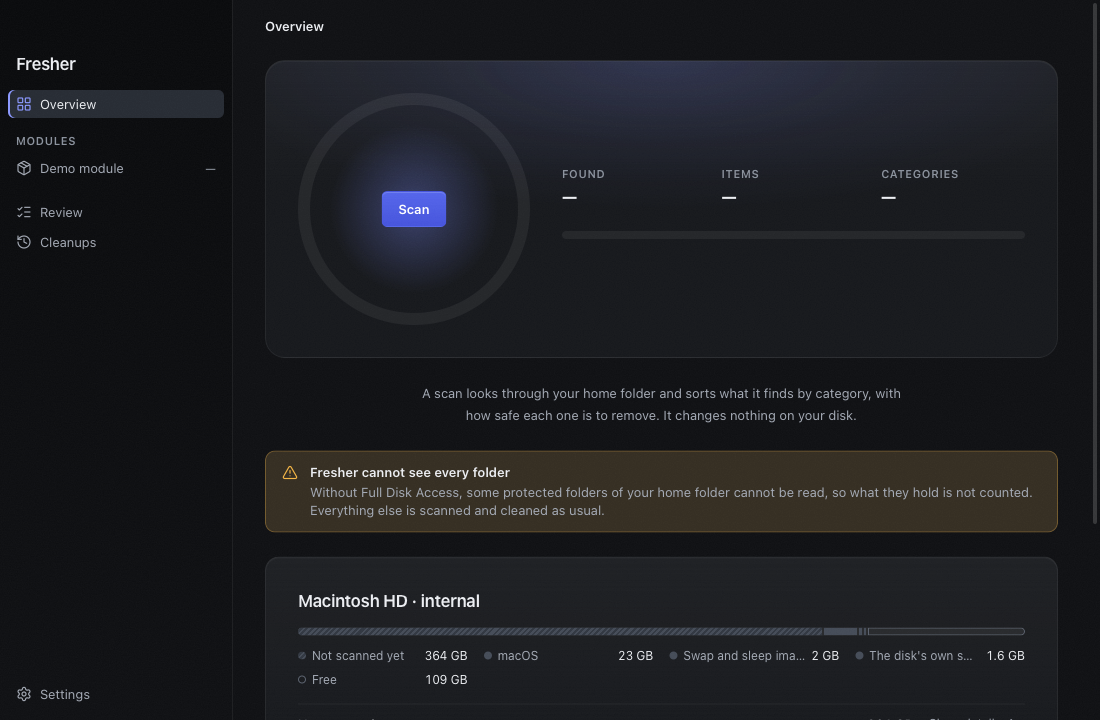 Overview
Fresher
Overview
MODULES
Demo module —
Review
Cleanups
Settings
Scan
FOUND ITEMS CATEGORIES
— — —
A scan looks through your home folder and sorts what it finds by category, with
how safe each one is to remove. It changes nothing on your disk.
Fresher cannot see every folder
Without Full Disk Access, some protected folders of your home folder cannot be read, so what they hold is not counted.
Everything else is scanned and cleaned as usual.
Macintosh HD · internal
Not scanned yet 364 GB macOS 23 GB Swap and sleep ima... 2 GB The disk's own s... 1.6 GB
Free 109 GB